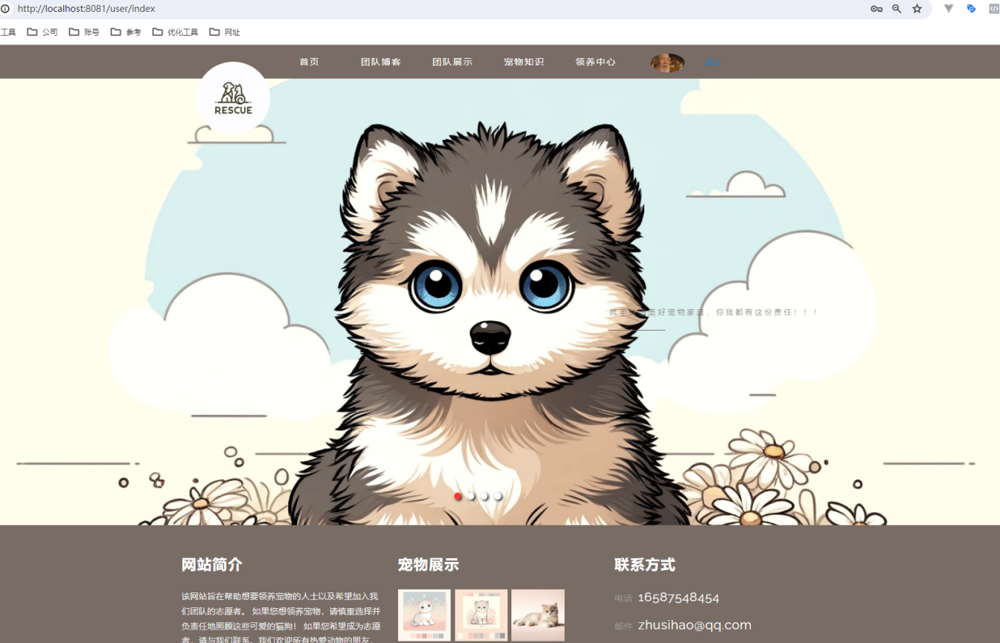 http://localhost:8081/user/index
工具 公司 账号 参考 优化工具 网址
首页 团队博客 团队展示 宠物知识 领养中心
RESCUE
美好宠物家庭，你我都有这份责任！！！
网站简介 宠物展示 联系方式
该网站旨在帮助想要领养宠物的人士以及希望加入我
们团队的志愿者。 如果您想领养宠物，请慎重选择并
负责任地照顾这些可爱的猫狗！ 如果您希望成为志愿
者，请与我们联系。我们欢迎所有热爱动物的朋友，
电话 16587548454
邮件 zhusihao@qq.com